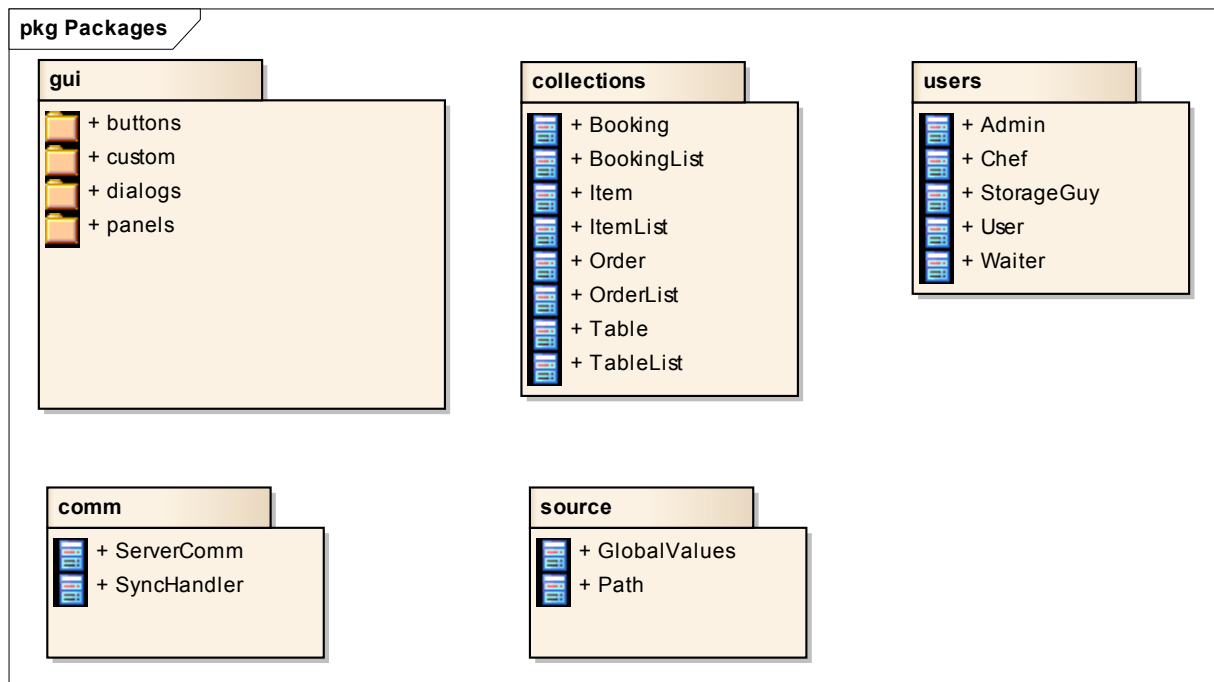 pkg Packages
gui
+ buttons
+ custom
+ dialogs
+ panels
collections
+ Booking
+ BookingList
+ Item
+ ItemList
+ Order
+ OrderList
+ Table
+ TableList
users
+ Admin
+ Chef
+ StorageGuy
+ User
+ Waiter
comm
+ ServerComm
+ SyncHandler
source
+ GlobalValues
+ Path